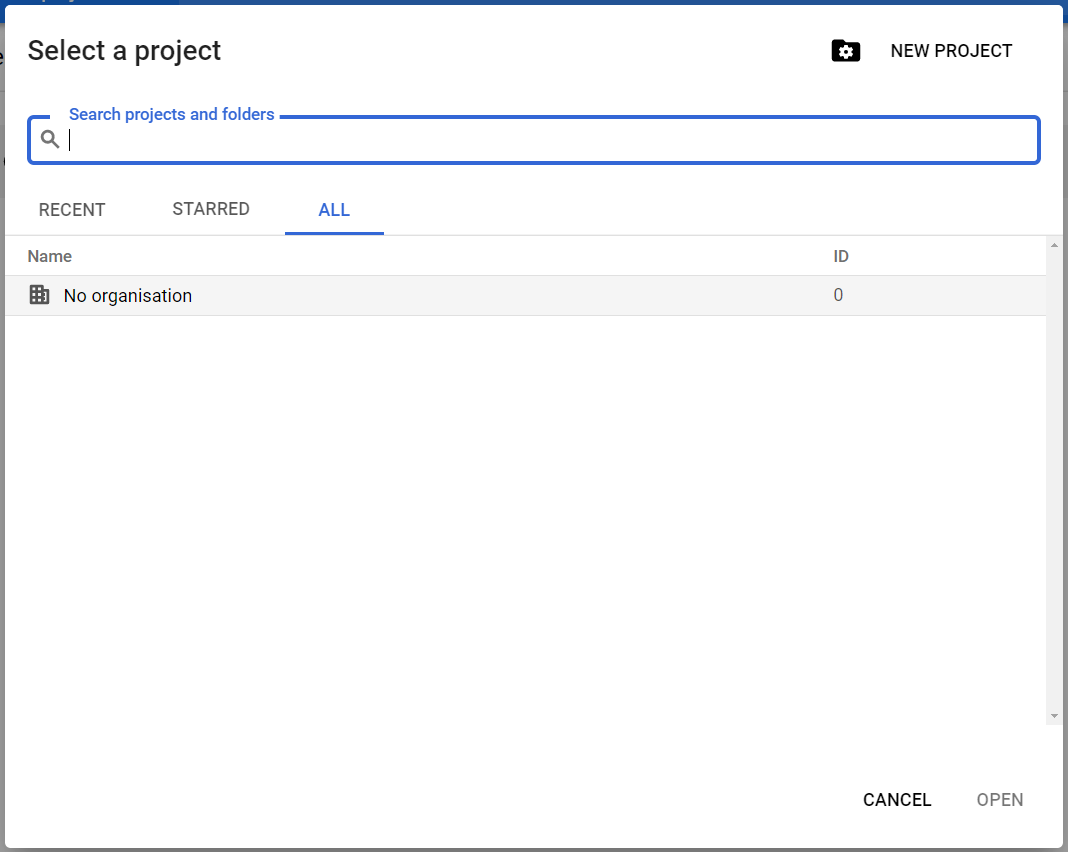 Select a project
NEW PROJECT
Search projects and folders
RECENT STARRED ALL
Name ID
No organisation 0
CANCEL OPEN